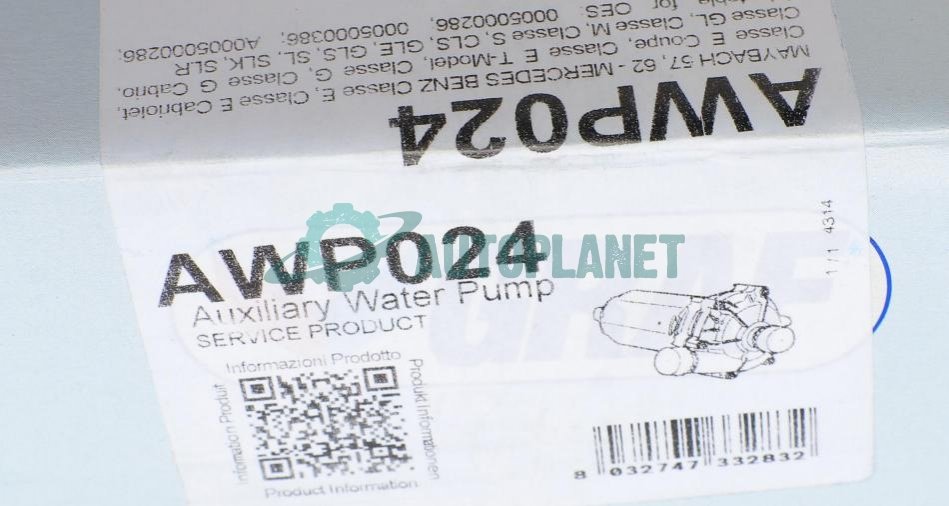 AWP024
MAYBACH 57, 62 - MERCEDES BENZ Classe E, Classe E Cabriolet,
Classe E Coupe, Classe E T-Model, Classe G, Classe G Cabrio,
Classe GL, Classe M, Classe S, CLS, GLE, GLS, SL, SLK, SLR
for OES: 0005000286, 0005000386; A0005000286;
AWP024
AUTOPLANET
Auxiliary Water Pump
SERVICE PRODUCT
1 / 1 4314
GRAF
Informazioni Prodotto
Information Produit
Produkt Informationen
Product Information
8 032747 332832